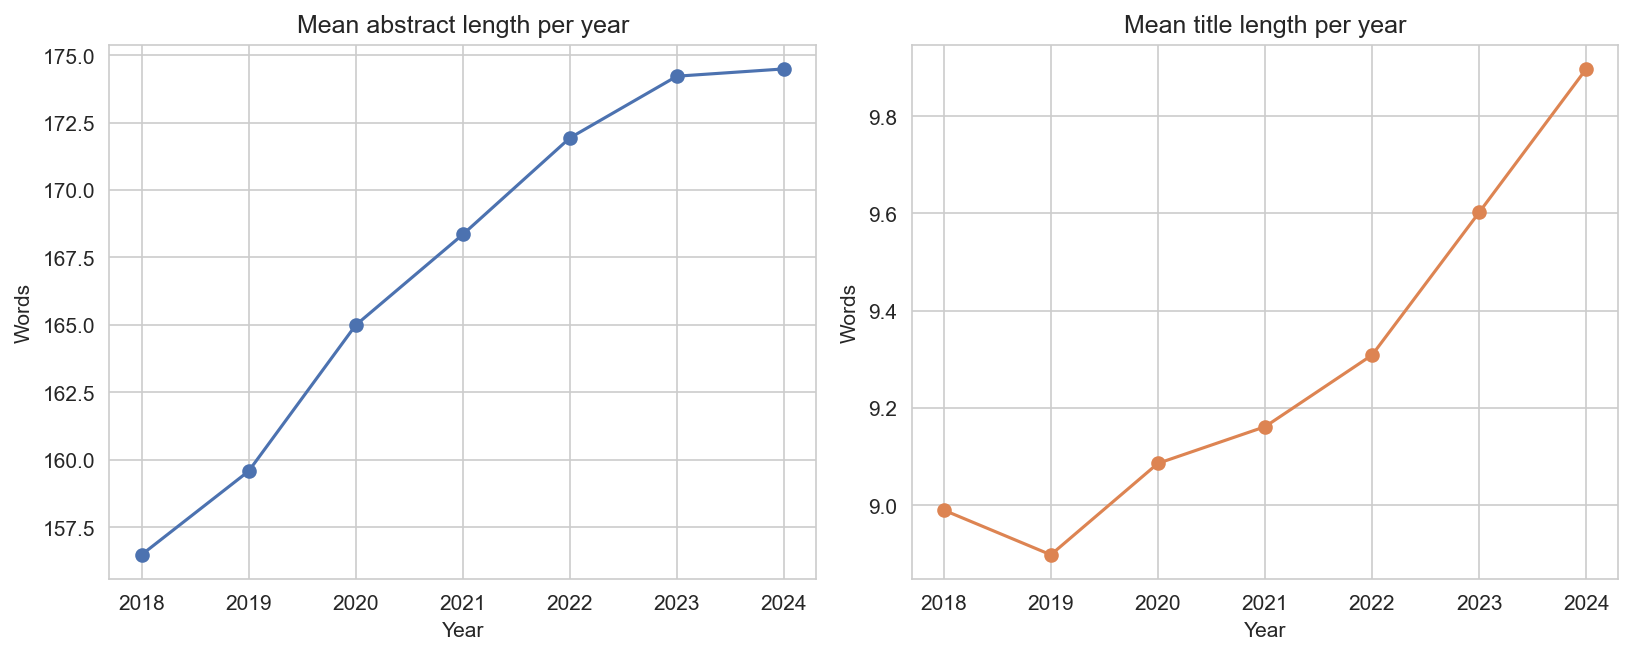 Mean abstract length per year
175.0
172.5
170.0
167.5
165.0
162.5
160.0
157.5
Words
2018 2019 2020 2021 2022 2023 2024
Year
Mean title length per year
9.8
9.6
9.4
9.2
9.0
Words
2018 2019 2020 2021 2022 2023 2024
Year